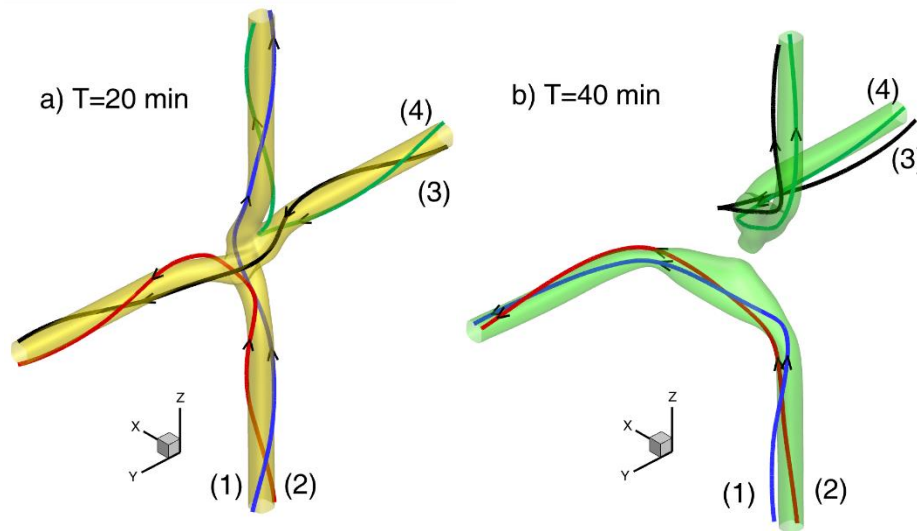 a) T=20 min
(4)
(3)
(1) (2)
X
Y
Z
b) T=40 min
(4)
(3)
(1) (2)
X
Y
Z